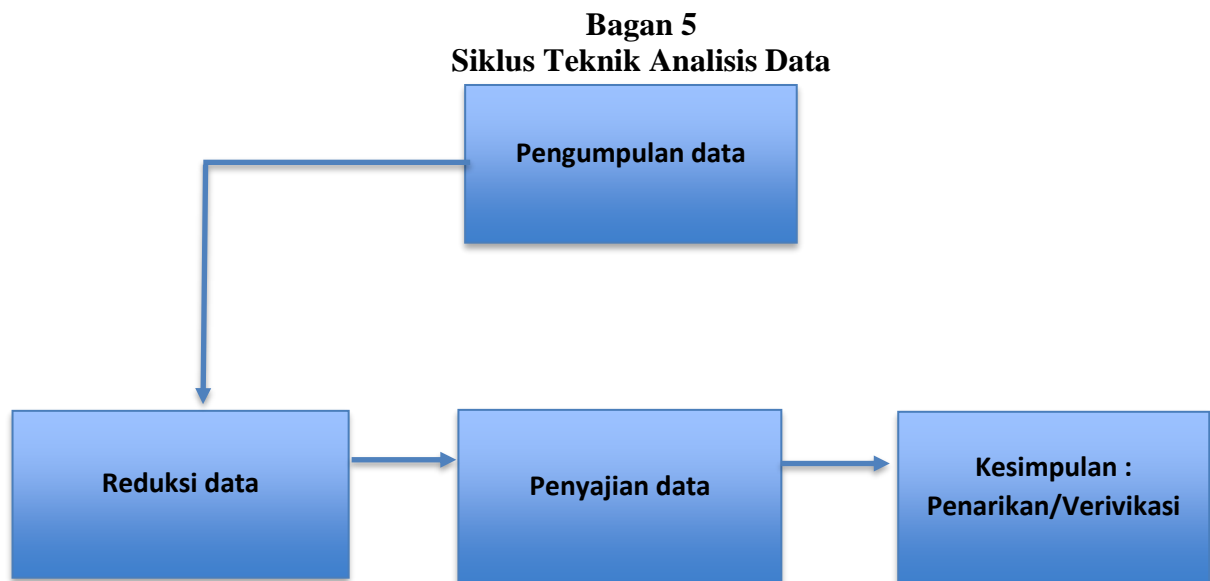 Bagan 5
Siklus Teknik Analisis Data
Pengumpulan data
Reduksi data
Penyajian data
Kesimpulan :
Penarikan/Verivikasi